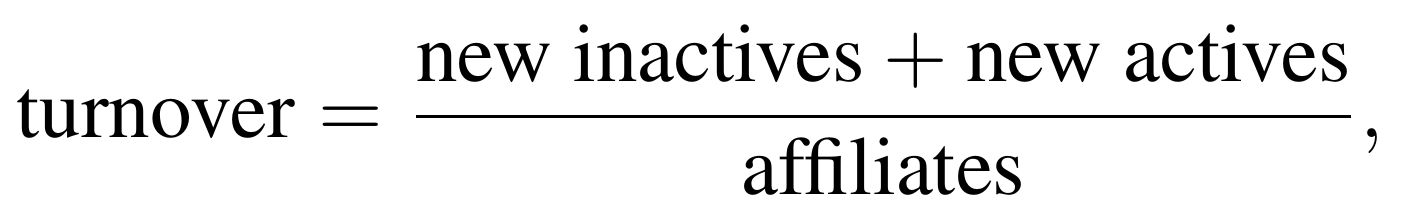 turnover = new inactives + new actives
affiliates ,